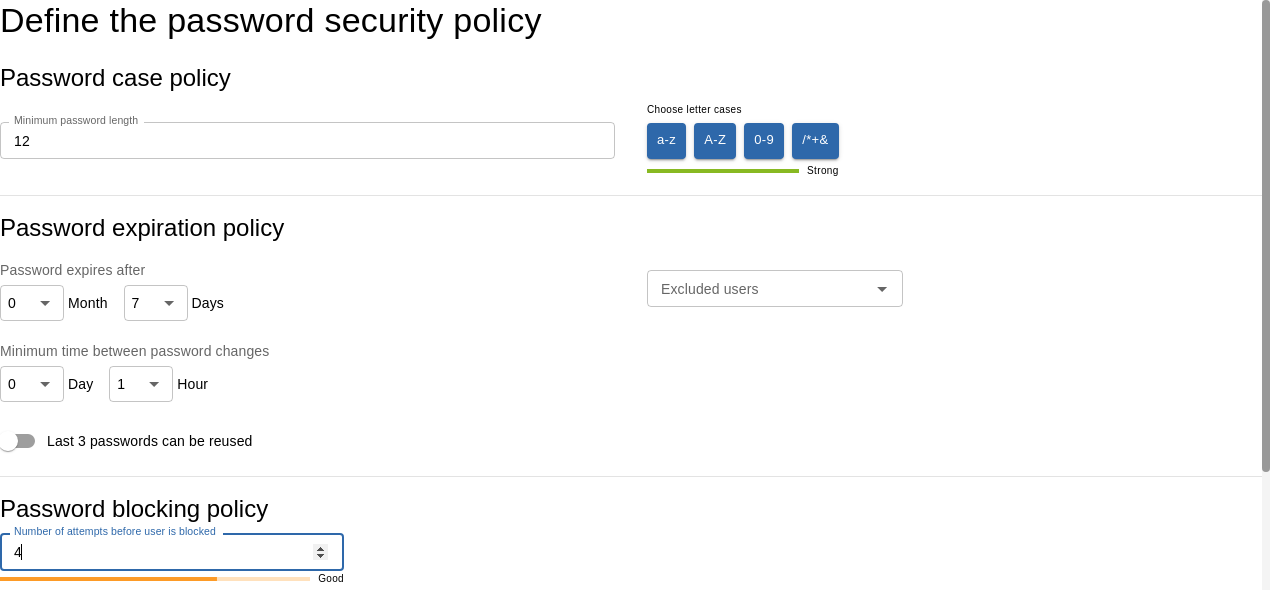 Define the password security policy
Password case policy
Choose letter cases
Minimum password length
12
a-z A-Z 0-9 /*+&
Strong
Password expiration policy
Password expires after
0 Month 7 Days
Excluded users
Minimum time between password changes
0 Day 1 Hour
Last 3 passwords can be reused
Password blocking policy
Number of attempts before user is blocked
4
Good